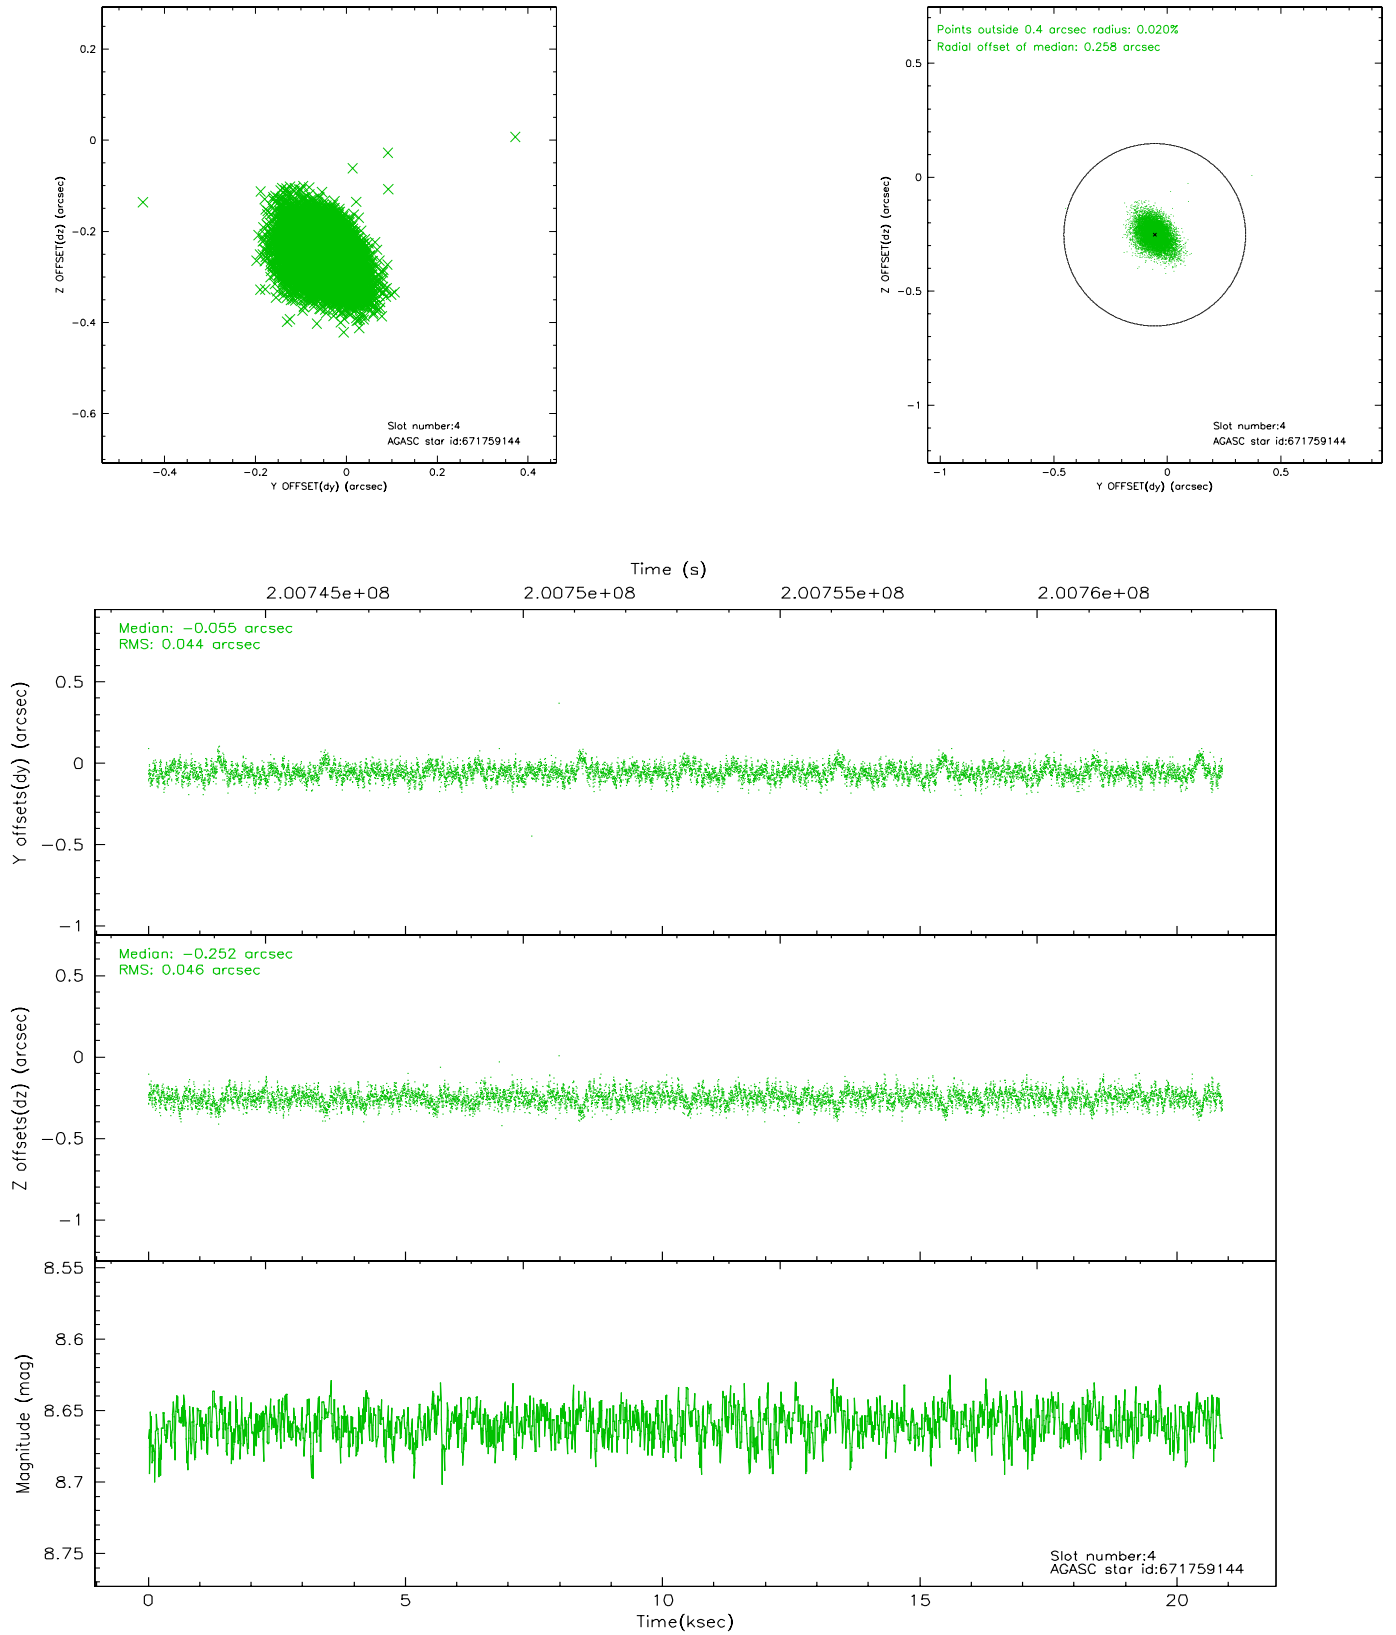 0.2
0
−0.2
−0.4
−0.6
Z OFFSET(dz) (arcsec)
Slot number:4
AGASC star id:671759144
−0.4
−0.2
0
0.2
0.4
Y OFFSET(dy) (arcsec)
Points outside 0.4 arcsec radius: 0.020%
Radial offset of median: 0.258 arcsec
0.5
0
−0.5
−1
Z OFFSET(dz) (arcsec)
Slot number:4
AGASC star id:671759144
−1
−0.5
0
0.5
Y OFFSET(dy) (arcsec)
Time (s)
2.00745e+08
2.0075e+08
2.00755e+08
2.0076e+08
Median: −0.055 arcsec
RMS: 0.044 arcsec
0.5
0
−0.5
−1
Y offsets(dy) (arcsec)
Median: −0.252 arcsec
RMS: 0.046 arcsec
0.5
0
−0.5
−1
Z offsets(dz) (arcsec)
8.55
8.6
8.65
8.7
8.75
Magnitude (mag)
Slot number:4
AGASC star id:671759144
0
5
10
15
20
Time(ksec)